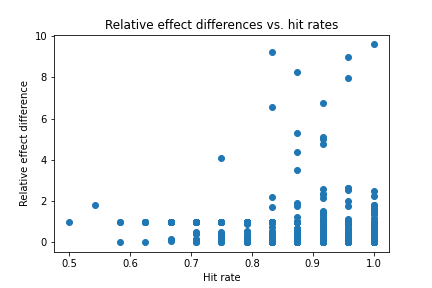 Relative effect differences vs. hit rates
10
8
6
4
2
0
Relative effect difference
0.5 0.6 0.7 0.8 0.9 1.0
Hit rate